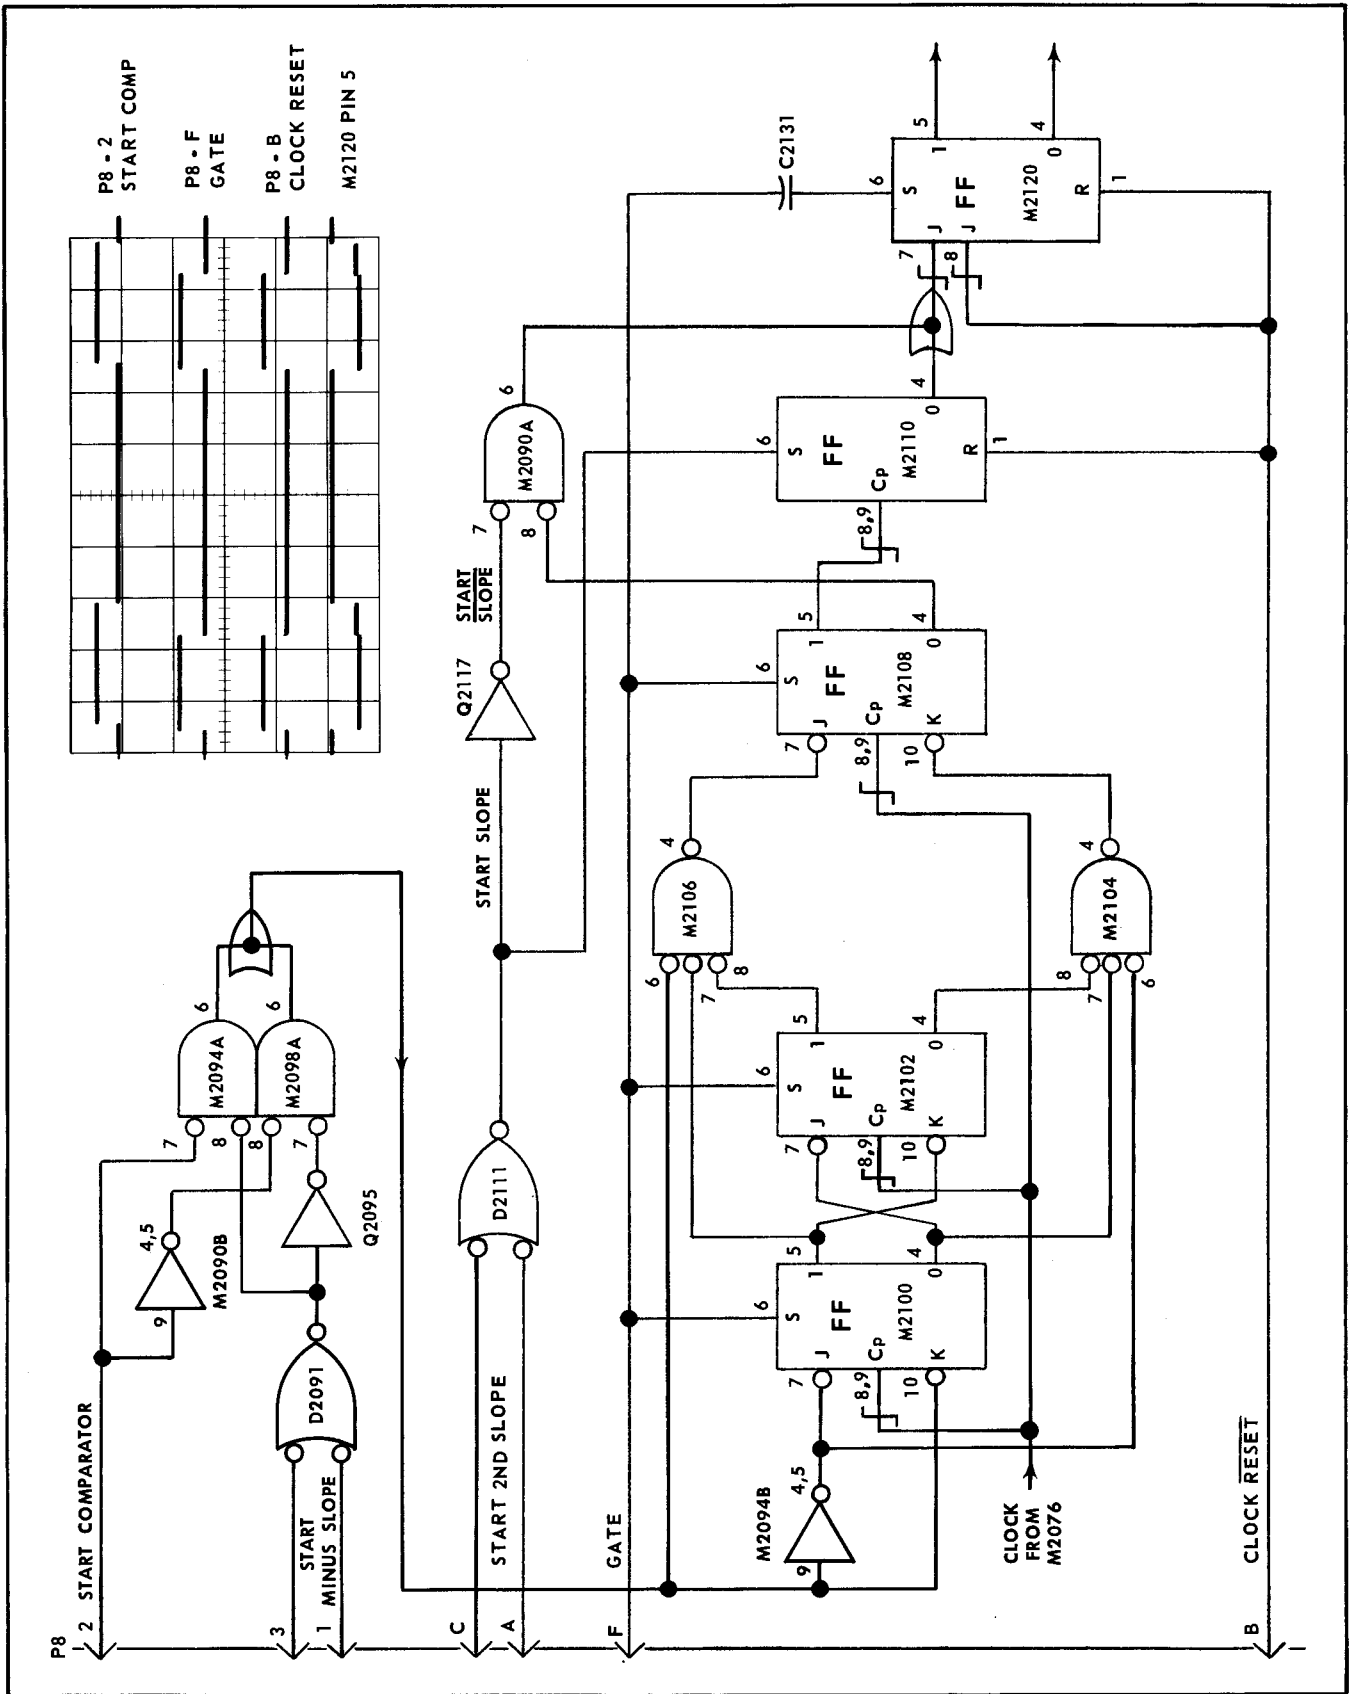 P8
2 START COMPARATOR
3
START
MINUS SLOPE
1
C
A
START 2ND SLOPE
F
GATE
B
CLOCK RESET
P8 - 2
START COMP
P8 - F
GATE
P8 - B
CLOCK RESET
M2120 PIN 5
9
4,5
M2090B
D2091
Q2095
7
8
8
7
M2094A
M2098A
6
6
D2111
START SLOPE
Q2117
START
SLOPE
7
8
M2090A
6
M2094B
9
4,5
CLOCK
FROM
M2076
6
S
7
J
FF
8,9
Cp
M2100
10
K
1
5
0
4
6
S
7
J
FF
8,9
Cp
M2102
10
K
1
5
0
4
6
7
8
M2106
4
8
7
6
M2104
4
6
S
7
J
FF
8,9
Cp
M2108
10
K
1
5
0
4
6
S
FF
8,9
Cp
M2110
R
1
0
4
C2131
6
S
7
J
8
J
FF
M2120
R
1
1
5
0
4